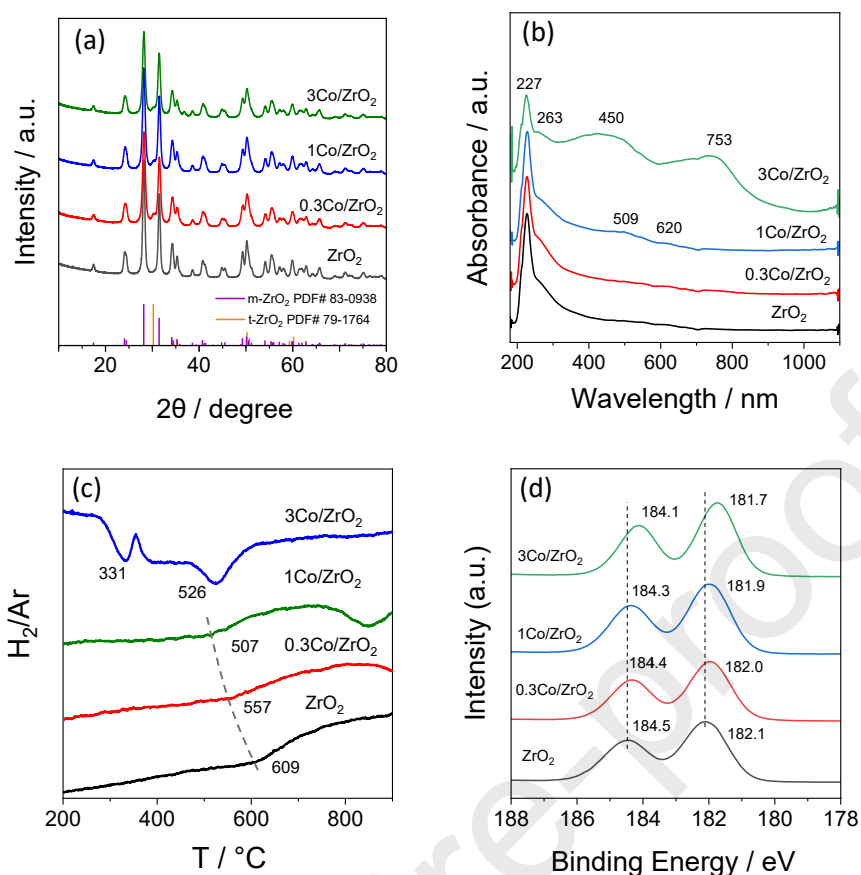 (a)
3Co/ZrO₂
1Co/ZrO₂
0.3Co/ZrO₂
ZrO₂
m-ZrO₂ PDF# 83-0938
t-ZrO₂ PDF# 79-1764
Intensity / a.u.
20 40 60 80
2θ / degree
(b)
227
263
450
753
3Co/ZrO₂
509
620
1Co/ZrO₂
0.3Co/ZrO₂
ZrO₂
Absorbance / a.u.
200 400 600 800 1000
Wavelength / nm
(c)
3Co/ZrO₂
331
526
1Co/ZrO₂
507
0.3Co/ZrO₂
557
ZrO₂
609
H₂/Ar
200 400 600 800
T / °C
(d)
184.1
181.7
3Co/ZrO₂
184.3
181.9
1Co/ZrO₂
184.4
182.0
0.3Co/ZrO₂
184.5
182.1
ZrO₂
Intensity (a.u.)
188 186 184 182 180 178
Binding Energy / eV
re-proof